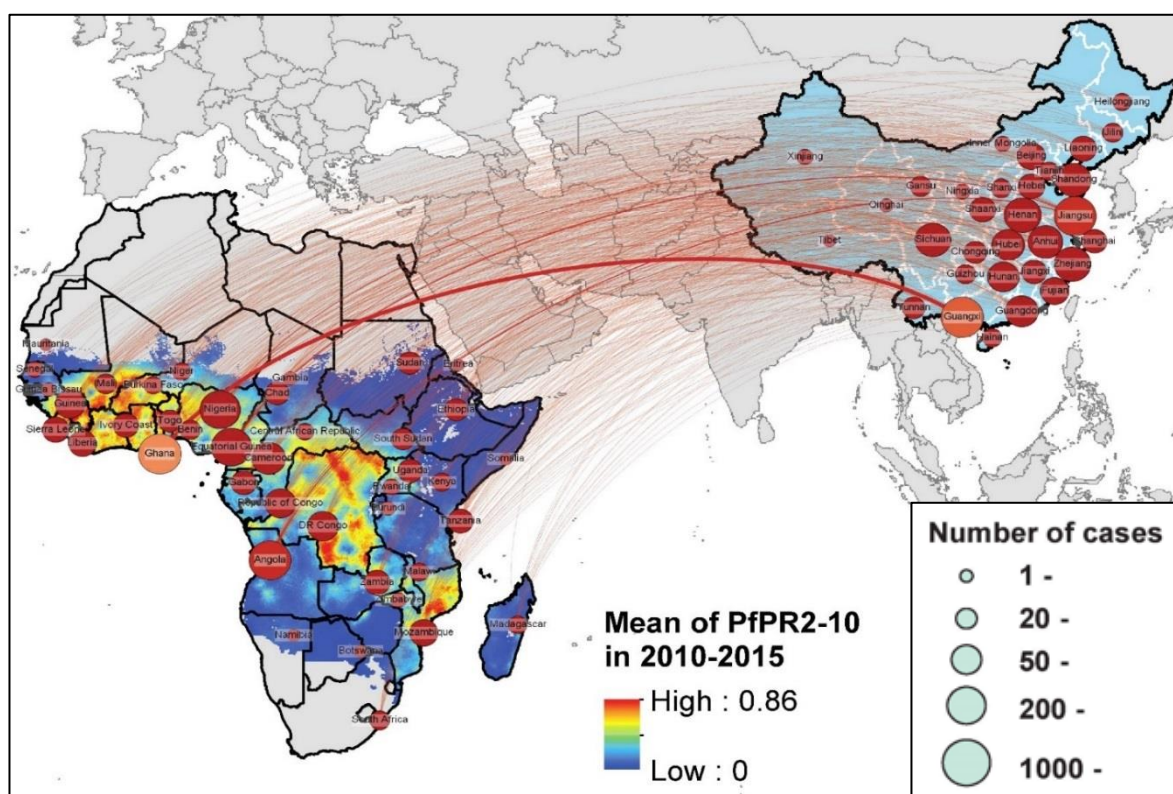 Heilongjiang
Jilin
Inner Mongolia
Liaoning
Xinjiang
Beijing
Tianjin
Shandong
Gansu
Ningxia
Shanxi
Hebei
Qinghai
Shaanxi
Henan
Jiangsu
Tibet
Sichuan
Hubei
Anhui
Shanghai
Chongqing
Zhejiang
Guizhou
Hunan
Jiangxi
Fujian
Yunnan
Guangxi
Guangdong
Hainan
Mauritania
Senegal
Mali
Burkina Faso
Niger
Gambia
Chad
Sudan
Eritrea
Guinea Bissau
Guinea
Nigeria
Ethiopia
Sierra Leone
Ivory Coast
Togo
Benin
Central African Republic
South Sudan
Liberia
Ghana
Equatorial Guinea
Cameroon
Somalia
Gabon
Uganda
Kenya
Rwanda
Burundi
Republic of Congo
DR Congo
Tanzania
Angola
Zambia
Malawi
Zimbabwe
Mozambique
Madagascar
Namibia
Botswana
South Africa
Mean of PfPR2-10
in 2010-2015
High : 0.86
Low : 0
Number of cases
1 -
20 -
50 -
200 -
1000 -